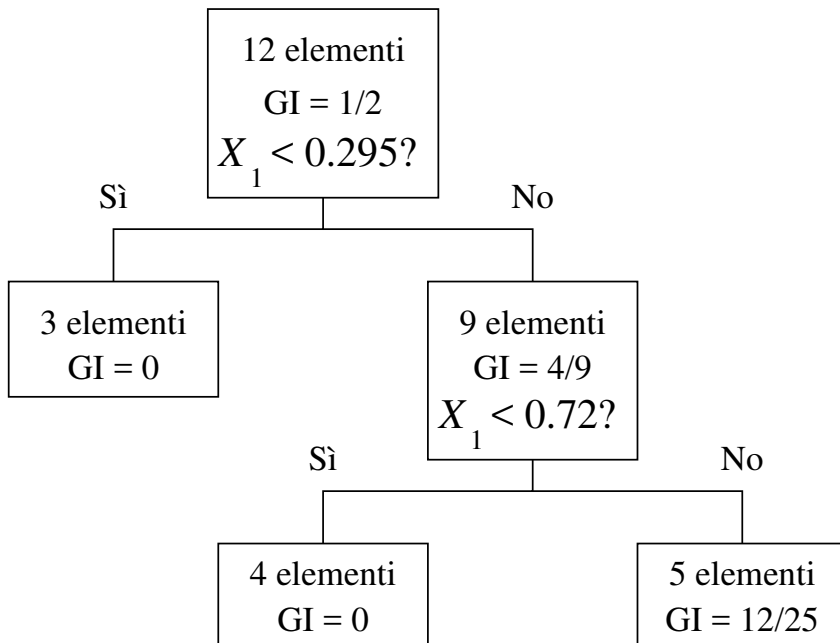 12 elementi
GI = 1/2
X₁ < 0.295?
Sì
No
3 elementi
GI = 0
9 elementi
GI = 4/9
X₁ < 0.72?
Sì
No
4 elementi
GI = 0
5 elementi
GI = 12/25